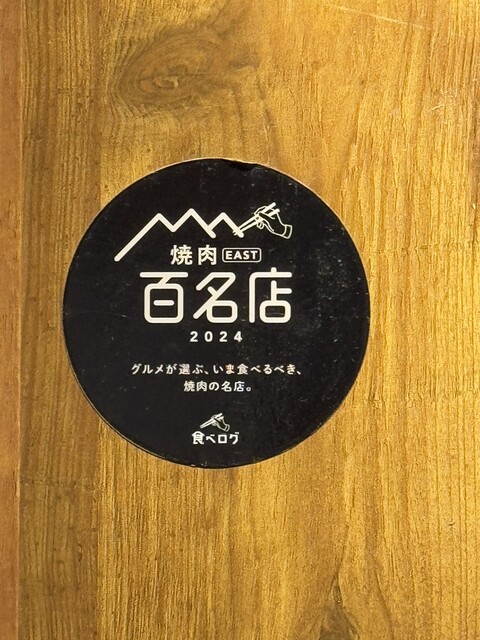 焼肉 EAST
百名店
2024
グルメが選ぶ、いま食べるべき、
焼肉の名店。
食べログ